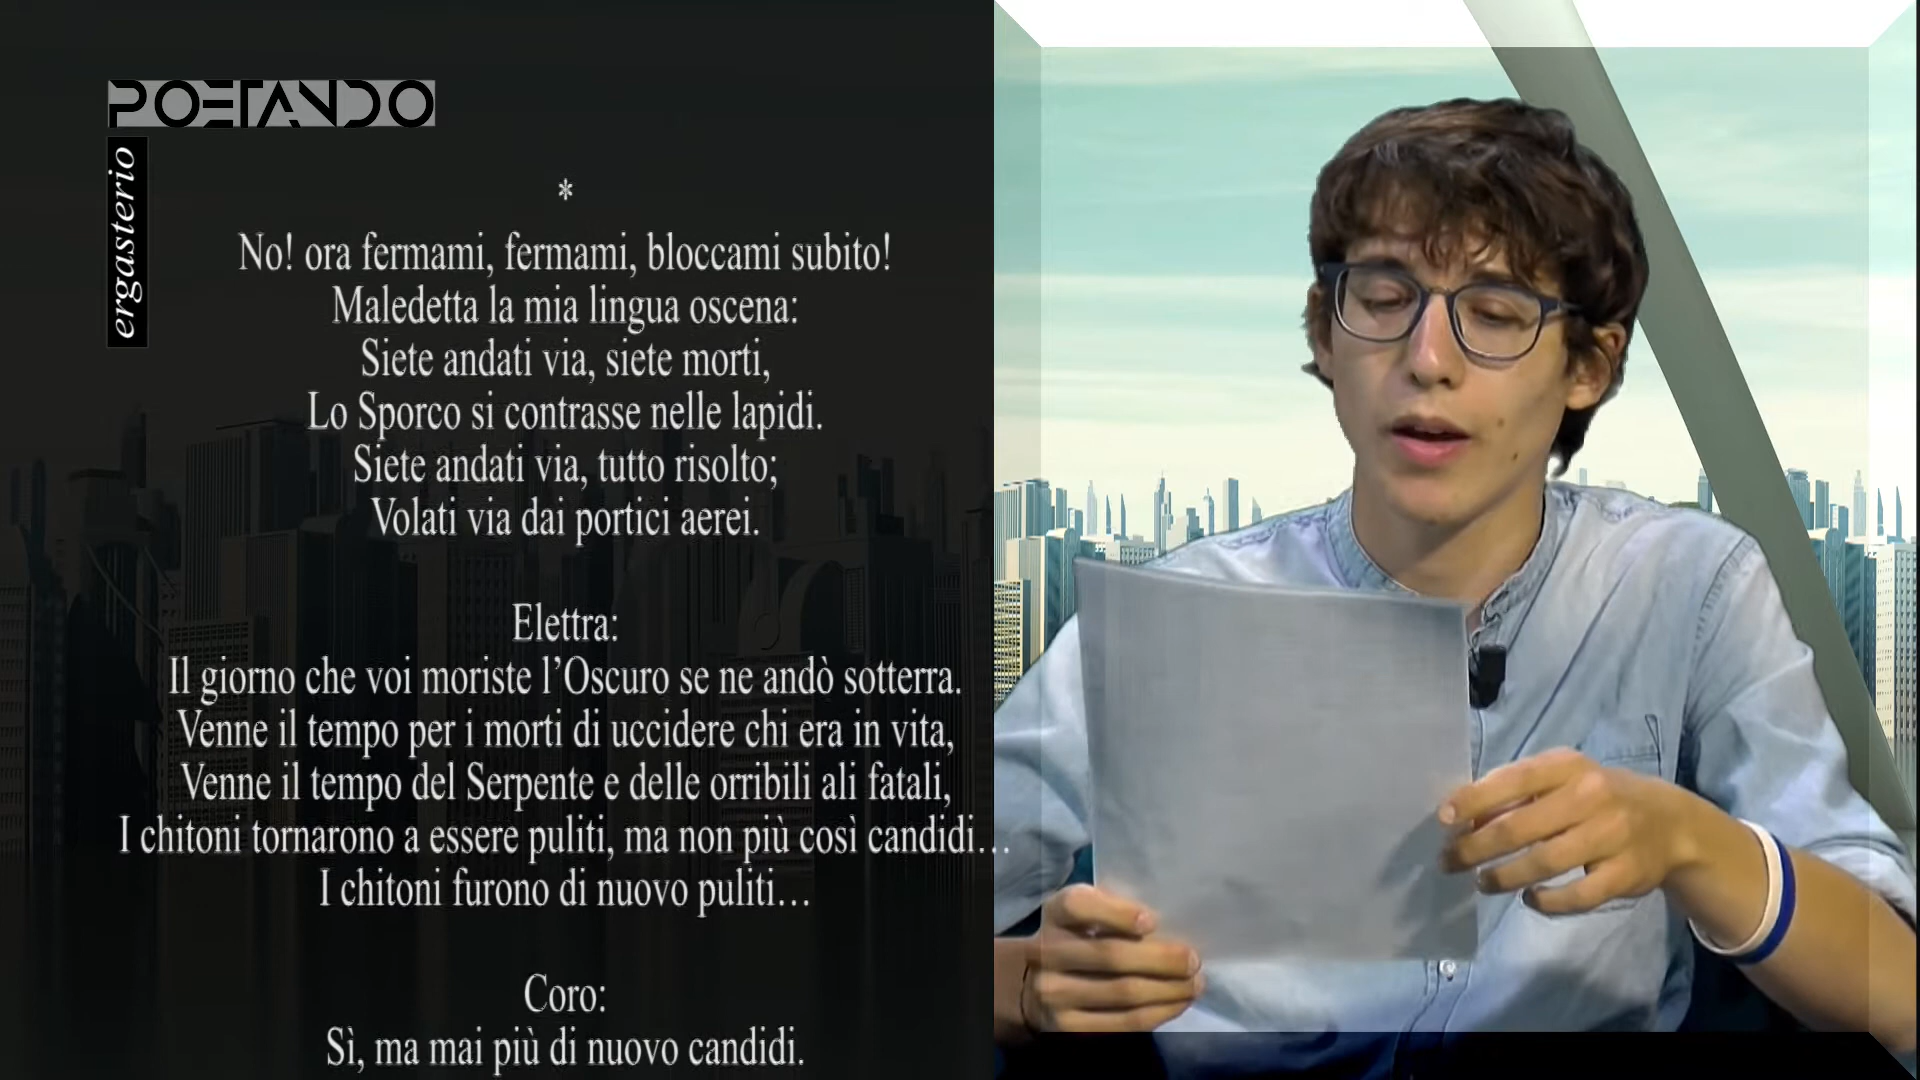 POETANDO
ergasterio
*
No! ora fermami, fermami, bloccami subito!
Maledetta la mia lingua oscena:
Siete andati via, siete morti,
Lo Sporco si contrasse nelle lapidi.
Siete andati via, tutto risolto;
Volati via dai portici aerei.
Elettra:
Il giorno che voi moriste l’Oscuro se ne andò sotterra.
Venne il tempo per i morti di uccidere chi era in vita,
Venne il tempo del Serpente e delle orribili ali fatali,
I chitoni tornarono a essere puliti, ma non più così candidi…
I chitoni furono di nuovo puliti…
Coro:
Sì, ma mai più di nuovo candidi.